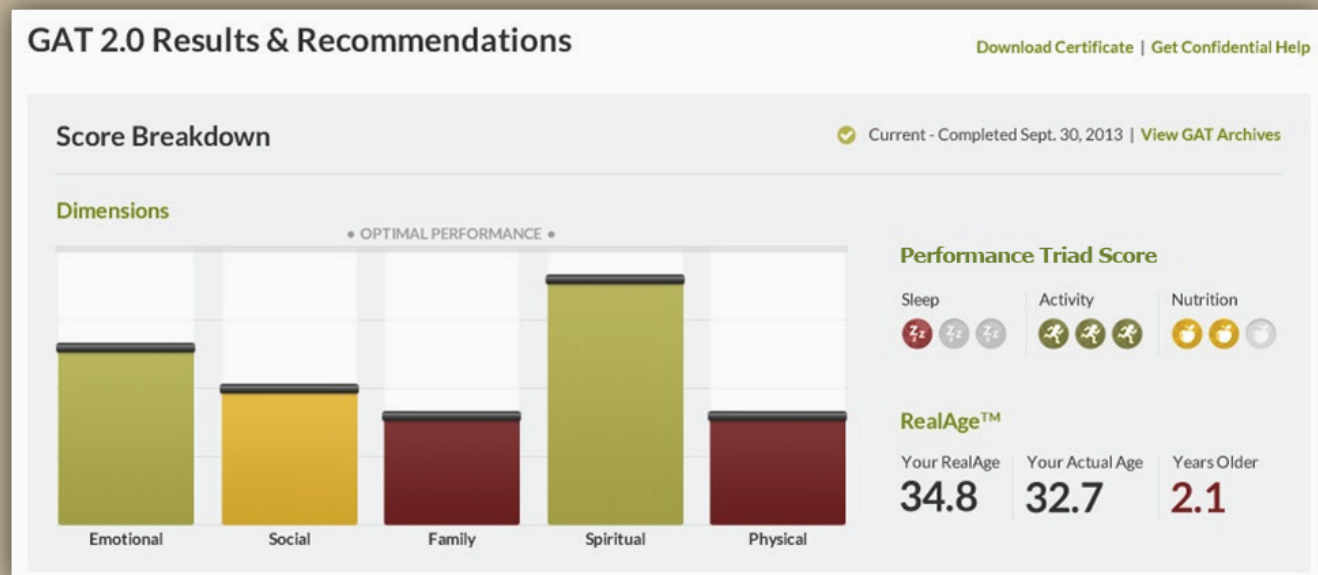 GAT 2.0 Results & Recommendations
Download Certificate | Get Confidential Help
Score Breakdown
Current - Completed Sept. 30, 2013 | View GAT Archives
Dimensions
• OPTIMAL PERFORMANCE •
Emotional
Social
Family
Spiritual
Physical
Performance Triad Score
Sleep
Activity
Nutrition
RealAge™
Your RealAge
34.8
Your Actual Age
32.7
Years Older
2.1